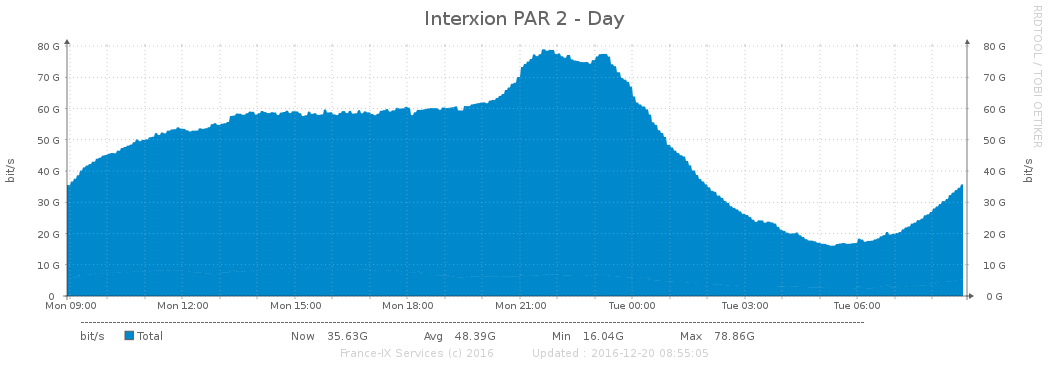 Interxion PAR 2 - Day
RRDTOOL / TOBI OETIKER
80 G 80 G
70 G 70 G
60 G 60 G
50 G 50 G
40 G 40 G
30 G 30 G
20 G 20 G
10 G 10 G
0 0 G
bit/s
bit/s
Mon 09:00 Mon 12:00 Mon 15:00 Mon 18:00 Mon 21:00 Tue 00:00 Tue 03:00 Tue 06:00
bit/s Total Now 35.63G Avg 48.39G Min 16.04G Max 78.86G
France-IX Services (c) 2016 Updated : 2016-12-20 08:55:05